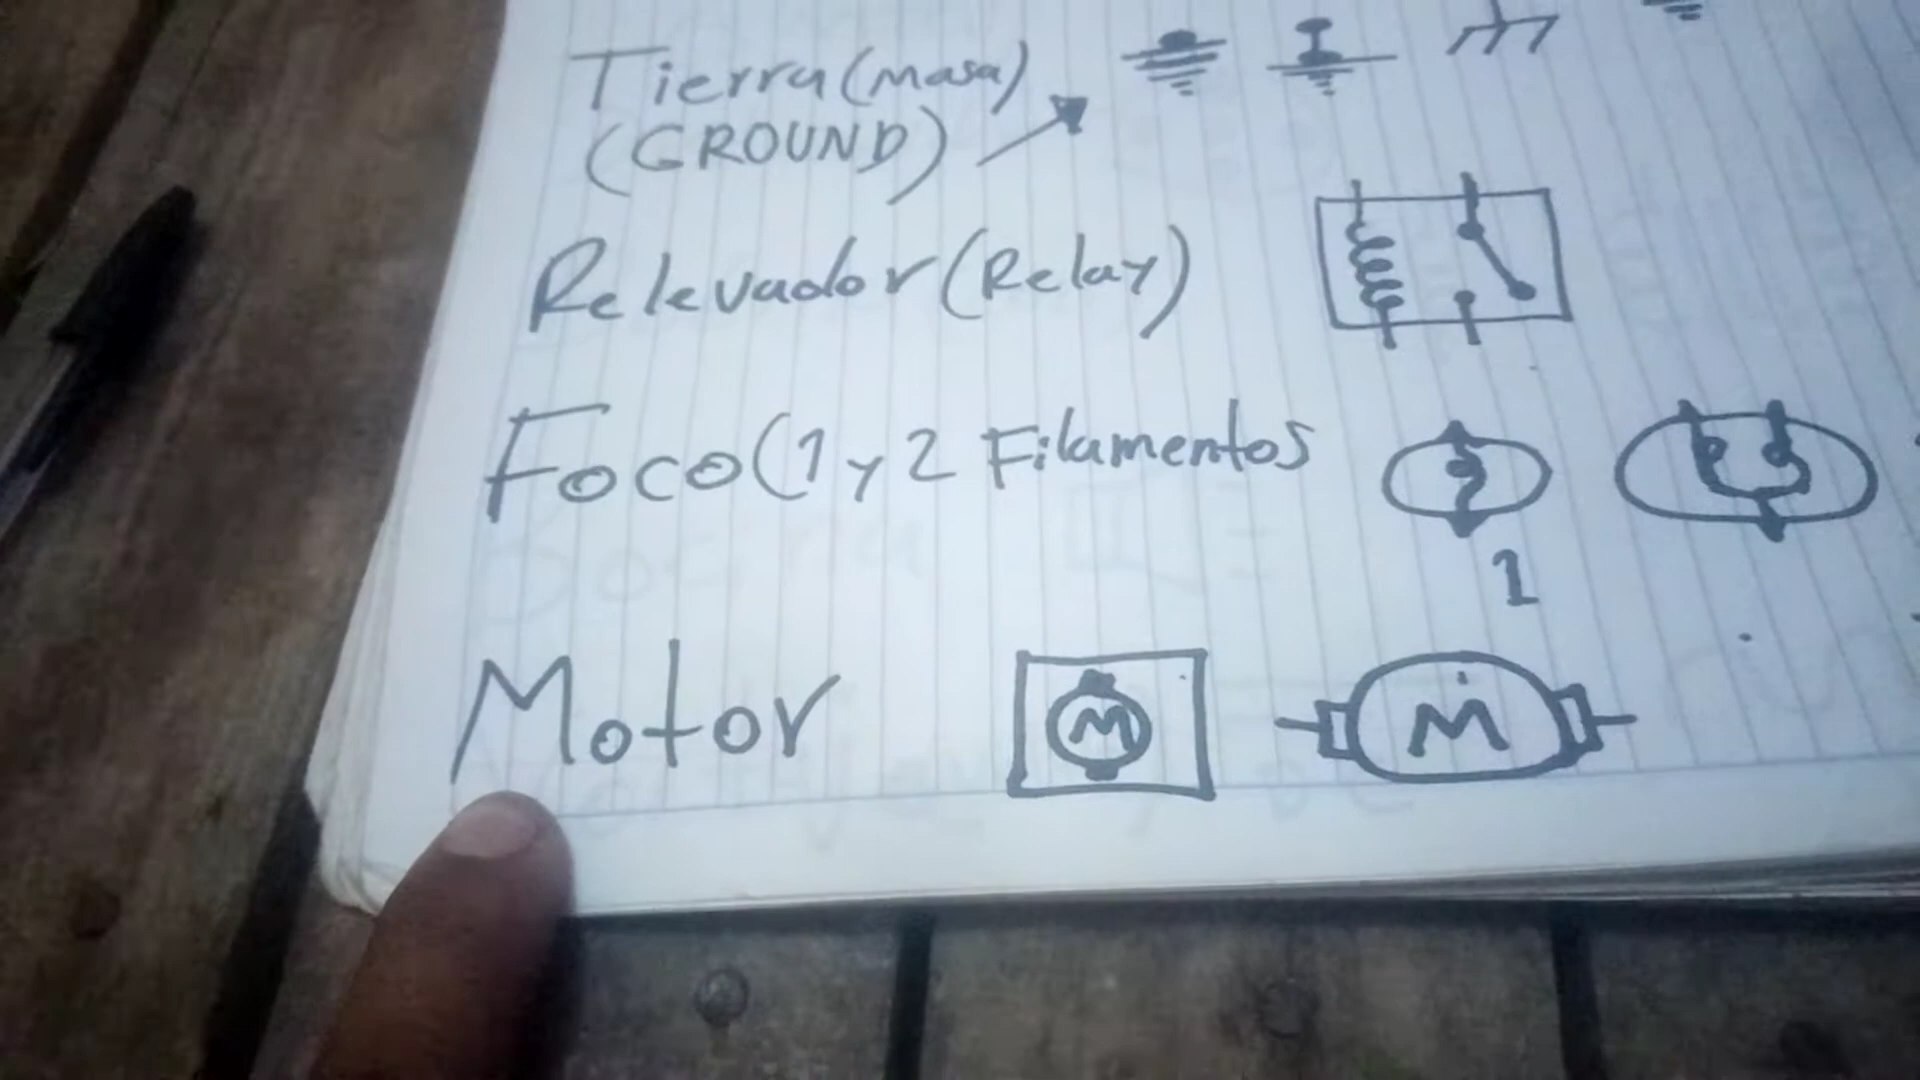 Tierra (masa)
(GROUND)
Relevador (Relay)
Foco (1 y 2 Filamentos
1
Motor M M